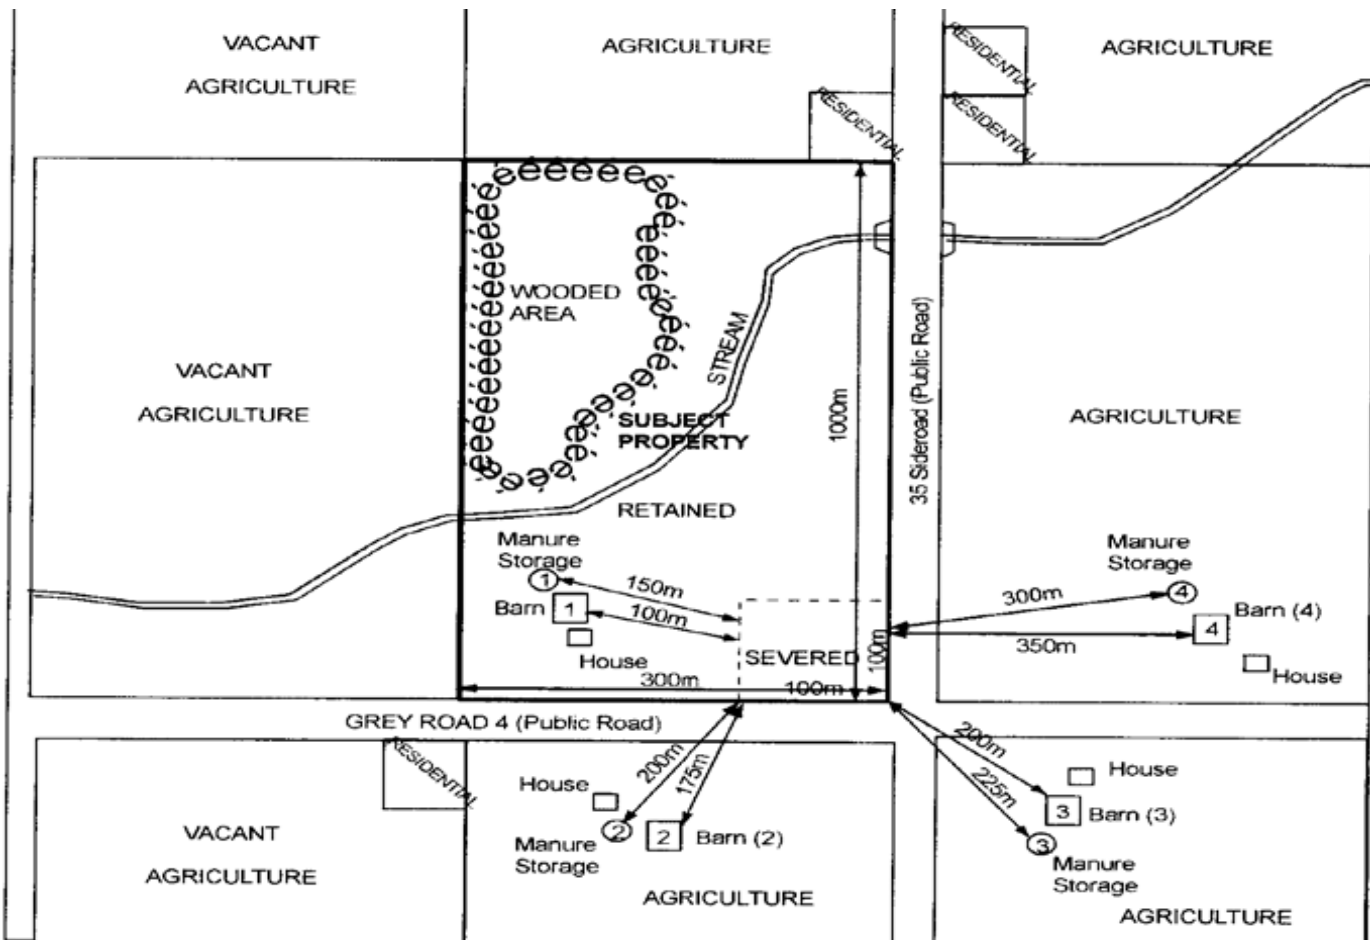 VACANT
AGRICULTURE
AGRICULTURE
RESIDENTIAL
RESIDENTIAL
RESIDENTIAL
AGRICULTURE
WOODED
AREA
STREAM
SUBJECT
PROPERTY
1000m
35 Sideroad (Public Road)
VACANT
AGRICULTURE
AGRICULTURE
RETAINED
Manure
Storage
1
Barn 1
House
150m
100m
SEVERED
100m
300m
100m
Manure
Storage
4
300m
Barn (4)
4
350m
House
GREY ROAD 4 (Public Road)
RESIDENTIAL
VACANT
AGRICULTURE
House
200m
175m
2
2
Barn (2)
Manure
Storage
AGRICULTURE
200m
225m
House
3
Barn (3)
3
Manure
Storage
AGRICULTURE